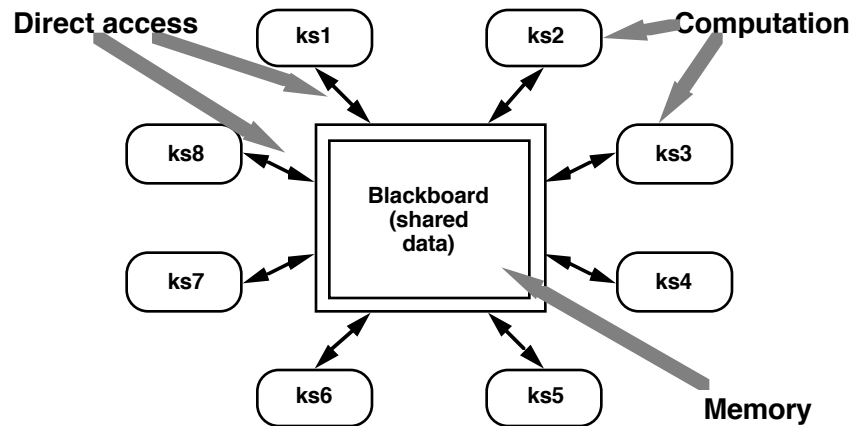 Direct access
ks1
ks2
Computation
ks8
ks3
Blackboard
(shared
data)
ks7
ks4
ks6
ks5
Memory